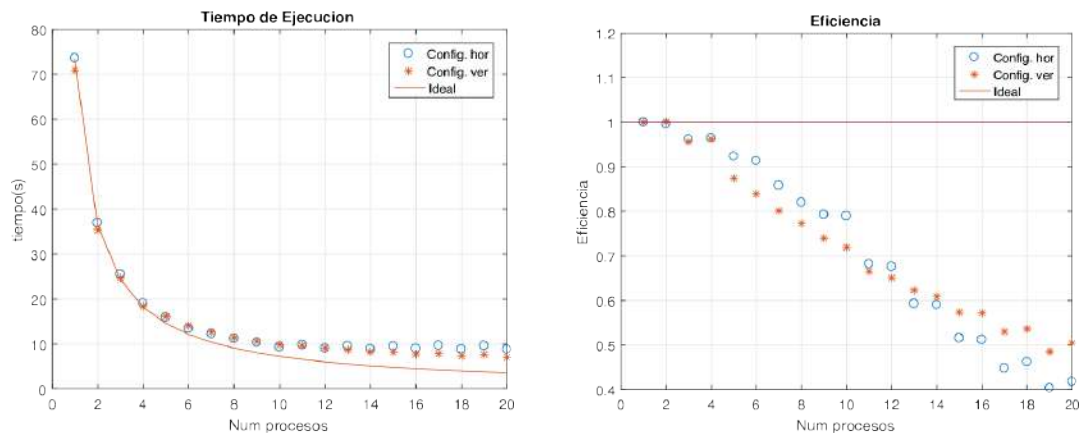 Tiempo de Ejecucion
80
70
60
50
40
30
20
10
0
tiempo(s)
0 2 4 6 8 10 12 14 16 18 20
Num procesos
Config. hor
Config. ver
Ideal
Eficiencia
1.2
1.1
1
0.9
0.8
0.7
0.6
0.5
0.4
Eficiencia
0 2 4 6 8 10 12 14 16 18 20
Num procesos
Config. hor
Config. ver
Ideal